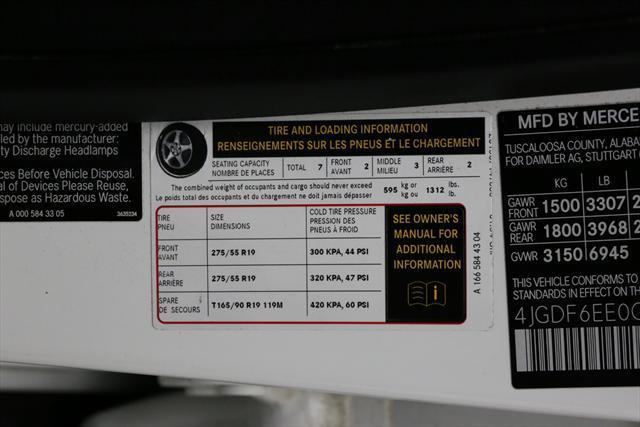 may include mercury-added
led by the manufacturer:
ty Discharge Headlamps
ces Before Vehicle Disposal.
al of Devices Please Reuse,
spose as Hazardous Waste.
A 000 584 33 05
3635234
TIRE AND LOADING INFORMATION
RENSEIGNEMENTS SUR LES PNEUS ET LE CHARGEMENT
SEATING CAPACITY
NOMBRE DE PLACES
TOTAL 7
FRONT
AVANT 2
MIDDLE
MILIEU 3
REAR
ARRIÈRE 2
The combined weight of occupants and cargo should never exceed
Le poids total des occupants et du chargement ne doit jamais dépasser
595 kg or
kg ou
1312 lbs.
lb.
TIRE
PNEU
SIZE
DIMENSIONS
COLD TIRE PRESSURE
PRESSION DES
PNEUS À FROID
FRONT
AVANT
275/55 R19
300 KPA, 44 PSI
REAR
ARRIÈRE
275/55 R19
320 KPA, 47 PSI
SPARE
DE SECOURS
T165/90 R19 119M
420 KPA, 60 PSI
SEE OWNER'S
MANUAL FOR
ADDITIONAL
INFORMATION
A 166 584 43 04
MFD BY MERCE
TUSCALOOSA COUNTY, ALABA
FOR DAIMLER AG, STUTTGART
KG LB
GAWR
FRONT 1500 3307 2
GAWR
REAR 1800 3968 2
GVWR 3150 6945
THIS VEHICLE CONFORMS TO
STANDARDS IN EFFECT ON TH
4JGDF6EE0